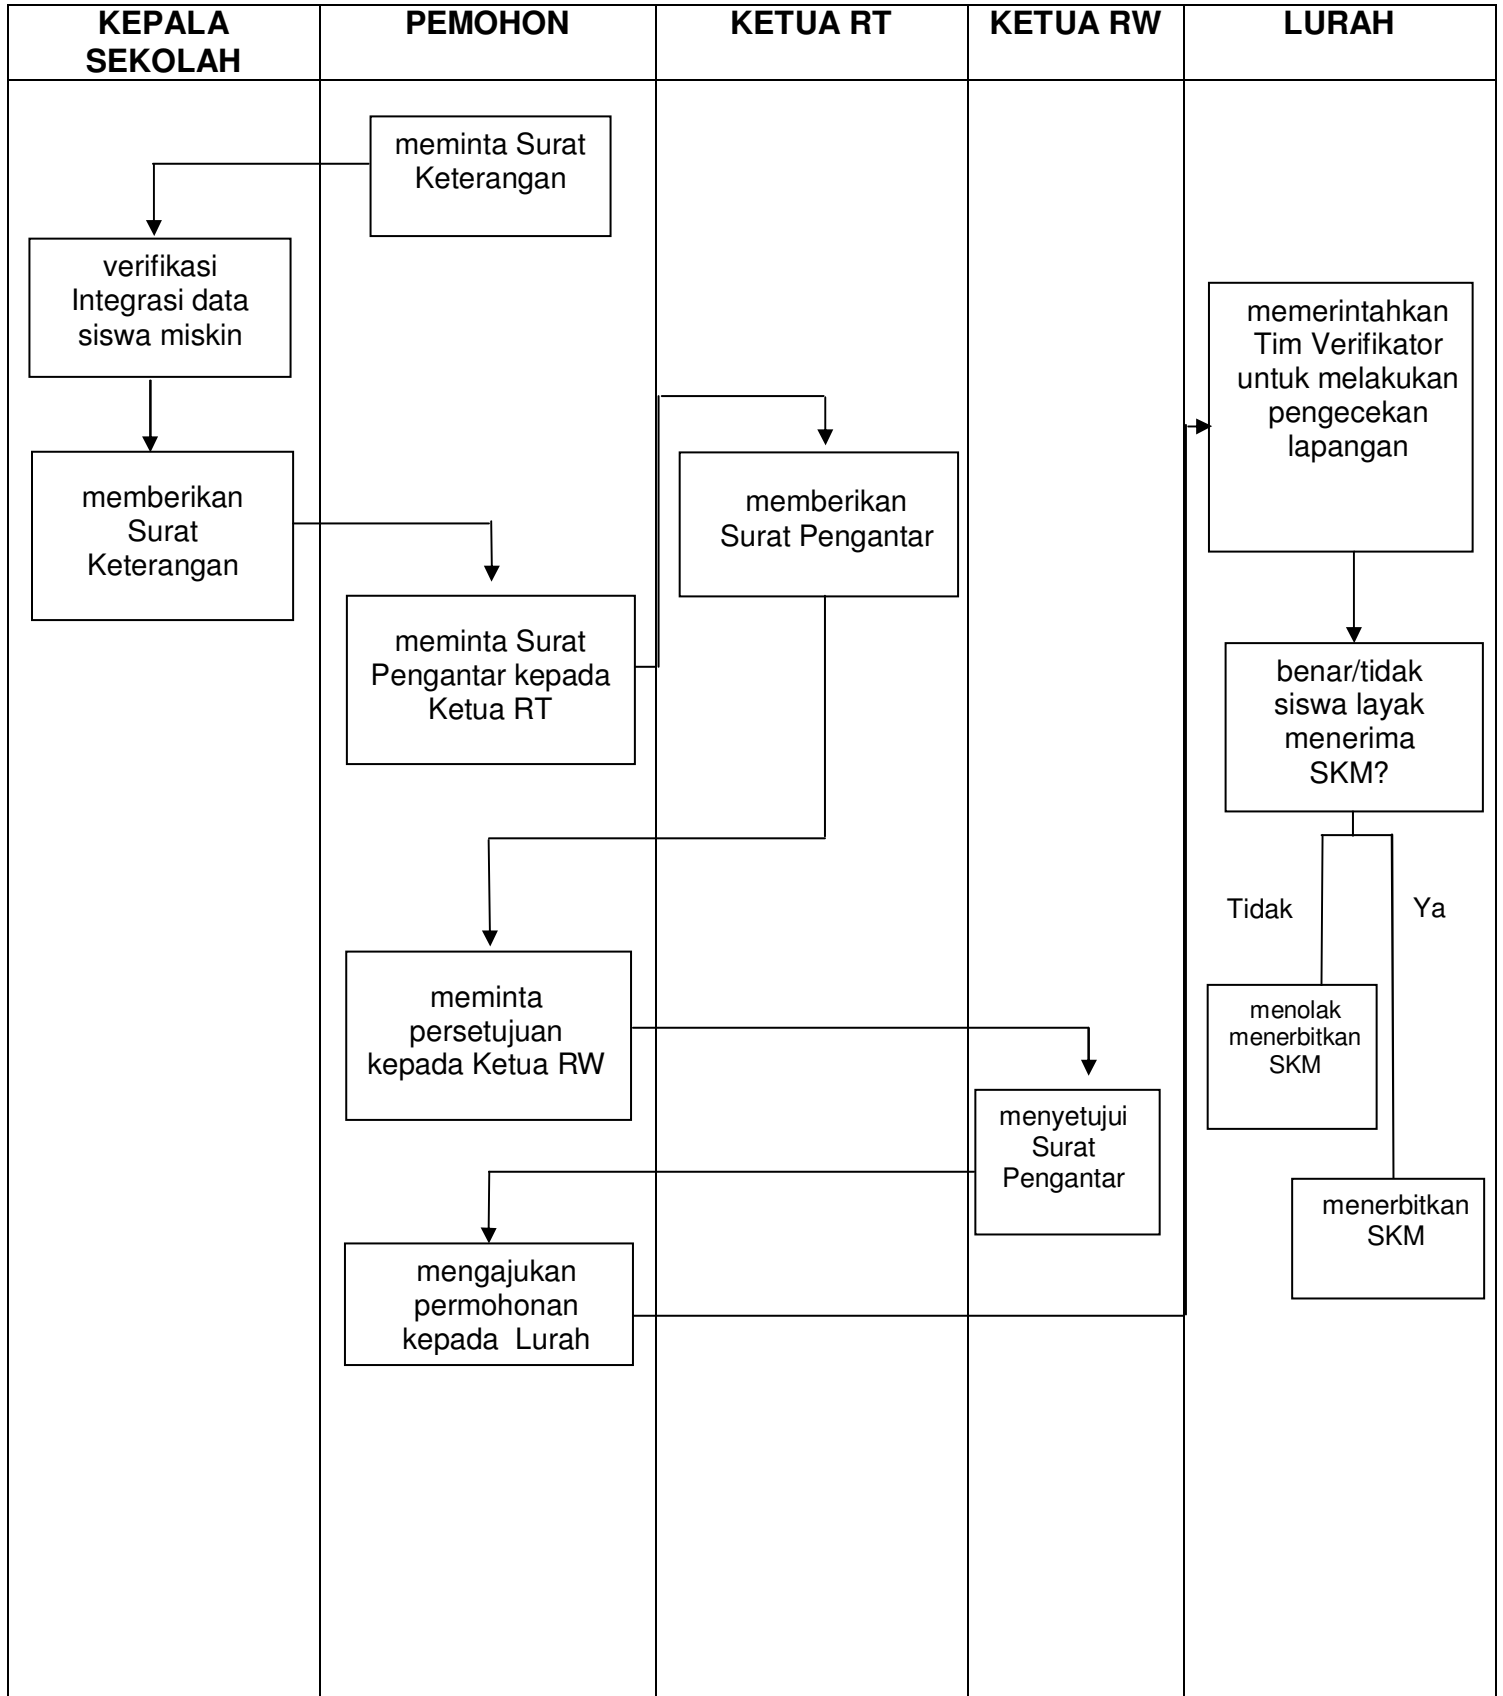 KEPALA
SEKOLAH
PEMOHON
KETUA RT
KETUA RW
LURAH
meminta Surat
Keterangan
verifikasi
Integrasi data
siswa miskin
memberikan
Surat
Keterangan
meminta Surat
Pengantar kepada
Ketua RT
memberikan
Surat Pengantar
meminta
persetujuan
kepada Ketua RW
menyetujui
Surat
Pengantar
mengajukan
permohonan
kepada Lurah
memerintahkan
Tim Verifikator
untuk melakukan
pengecekan
lapangan
benar/tidak
siswa layak
menerima
SKM?
Tidak
Ya
menolak
menerbitkan
SKM
menerbitkan
SKM